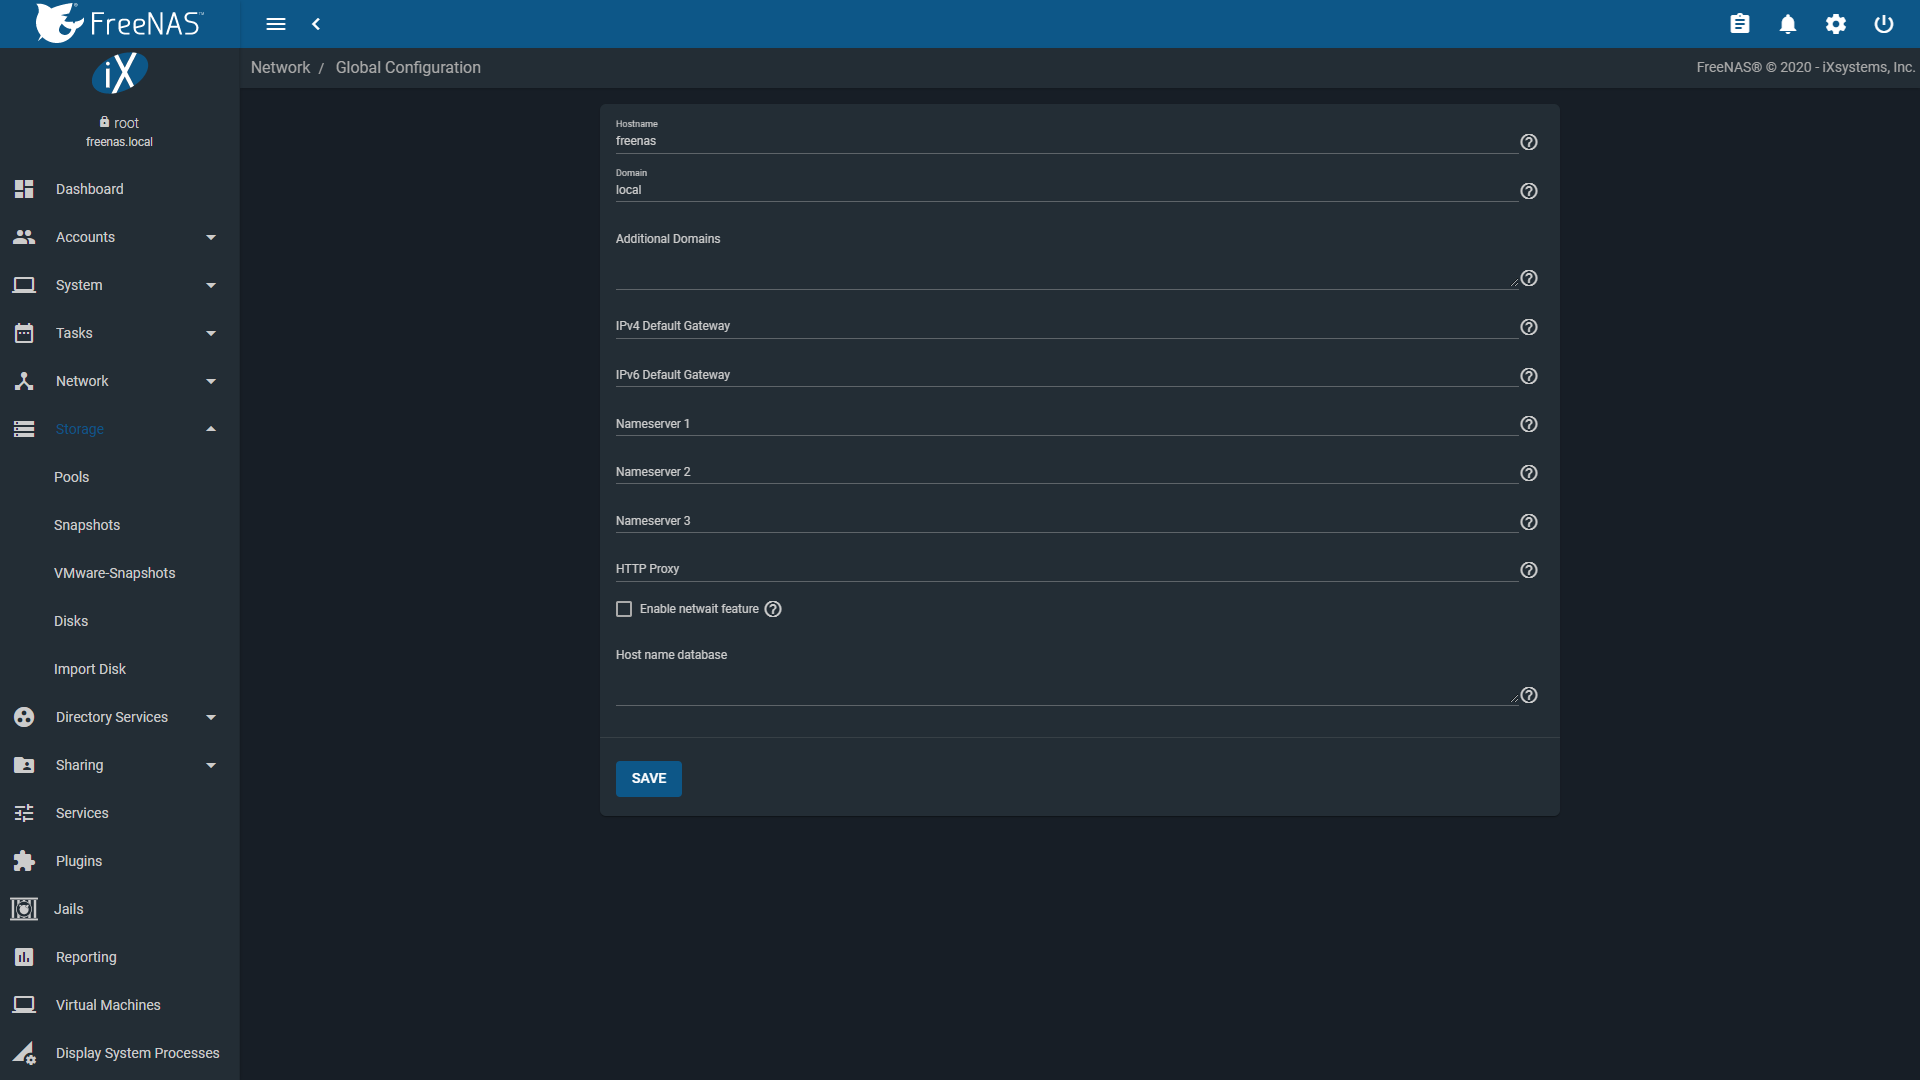 FreeNAS™
iX
root
freenas.local
Dashboard
Accounts
System
Tasks
Network
Storage
Pools
Snapshots
VMware-Snapshots
Disks
Import Disk
Directory Services
Sharing
Services
Plugins
Jails
Reporting
Virtual Machines
Display System Processes
Network / Global Configuration
FreeNAS® © 2020 - iXsystems, Inc.
Hostname
freenas
Domain
local
Additional Domains
IPv4 Default Gateway
IPv6 Default Gateway
Nameserver 1
Nameserver 2
Nameserver 3
HTTP Proxy
Enable netwait feature
Host name database
SAVE